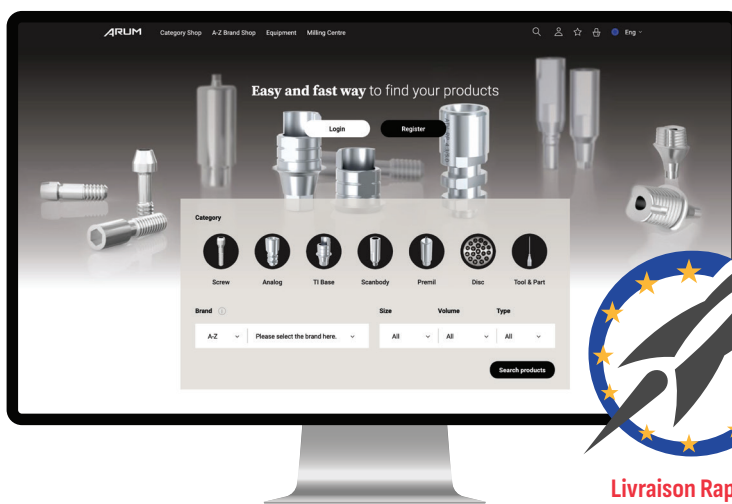 ARUM Category Shop A-Z Brand Shop Equipment Milling Centre Eng
Easy and fast way to find your products
Login Register
Category
Screw Analog TI Base Scanbody Premil Disc Tool & Part
Brand Size Volume Type
A-Z Please select the brand here. All All All
Search products
Livraison Rap